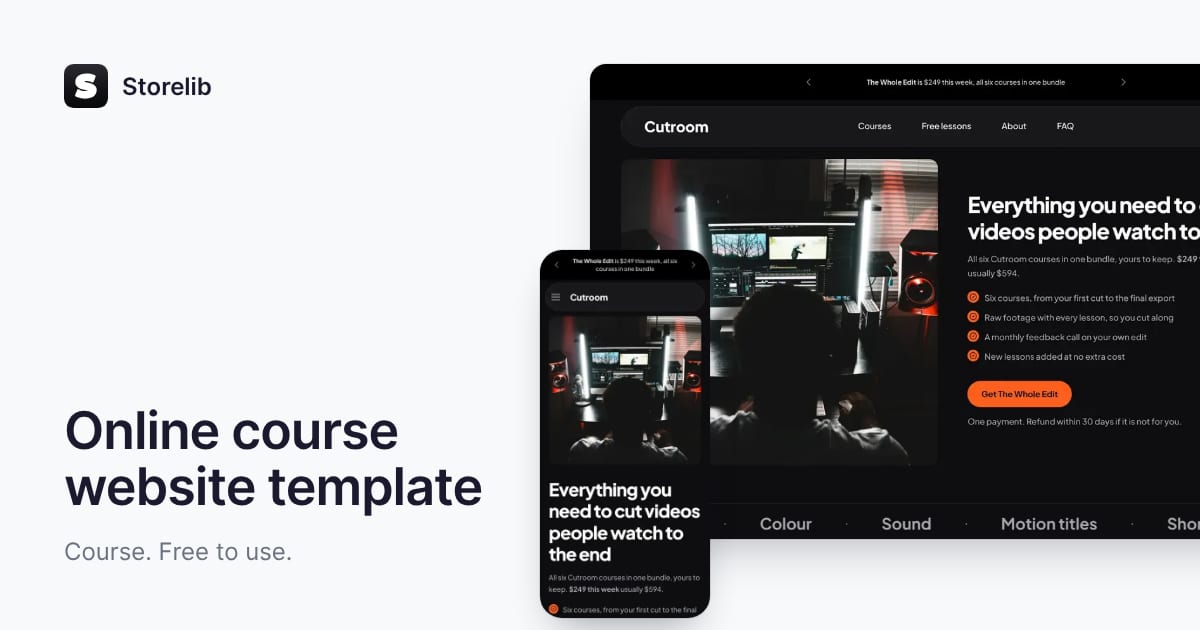 Storelib
Online course
website template
Course. Free to use.
The Whole Edit is $249 this week, all six courses in one bundle
Cutroom
Courses
Free lessons
About
FAQ
Everything you need to
videos people watch to
All six Cutroom courses in one bundle, yours to keep. $249
usually $594.
Six courses, from your first cut to the final export
Raw footage with every lesson, so you cut along
A monthly feedback call on your own edit
New lessons added at no extra cost
Get The Whole Edit
One payment. Refund within 30 days if it is not for you.
Colour · Sound · Motion titles · Shor
The Whole Edit is $249 this week, all six
courses in one bundle
Cutroom
Everything you
need to cut videos
people watch to
the end
All six Cutroom courses in one bundle, yours to
keep. $249 this week usually $594.
Six courses, from your first cut to the final